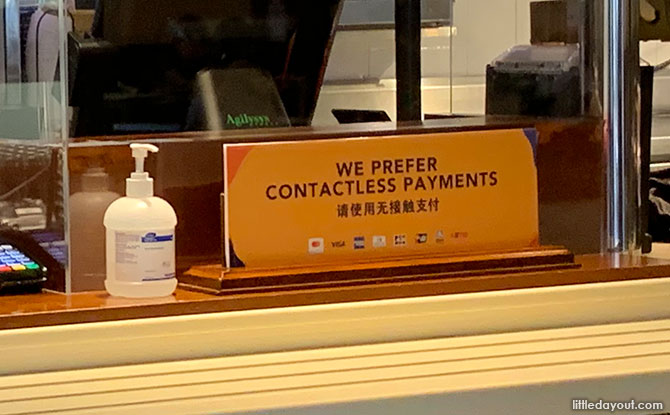 Agilysys
WE PREFER
CONTACTLESS PAYMENTS
请使用无接触支付
VISA
littledayout.com